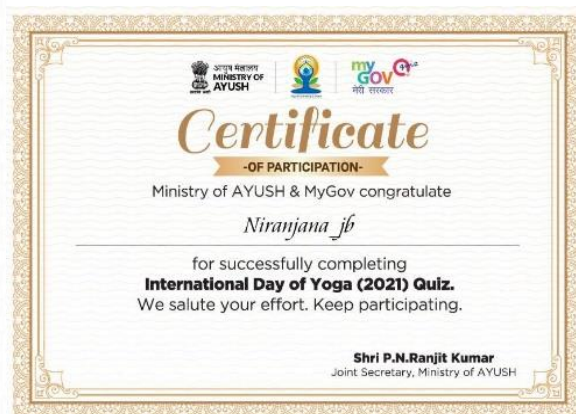 आयुष मंत्रालय
MINISTRY OF
AYUSH
my
GOV
मेरी सरकार
Certificate
-OF PARTICIPATION-
Ministry of AYUSH & MyGov congratulate
Niranjana_jb
for successfully completing
International Day of Yoga (2021) Quiz.
We salute your effort. Keep participating.
Shri P.N.Ranjit Kumar
Joint Secretary, Ministry of AYUSH